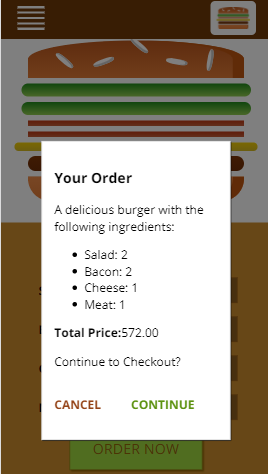 Your Order
A delicious burger with the
following ingredients:
Salad: 2
Bacon: 2
Cheese: 1
Meat: 1
Total Price:572.00
Continue to Checkout?
CANCEL CONTINUE
ORDER NOW